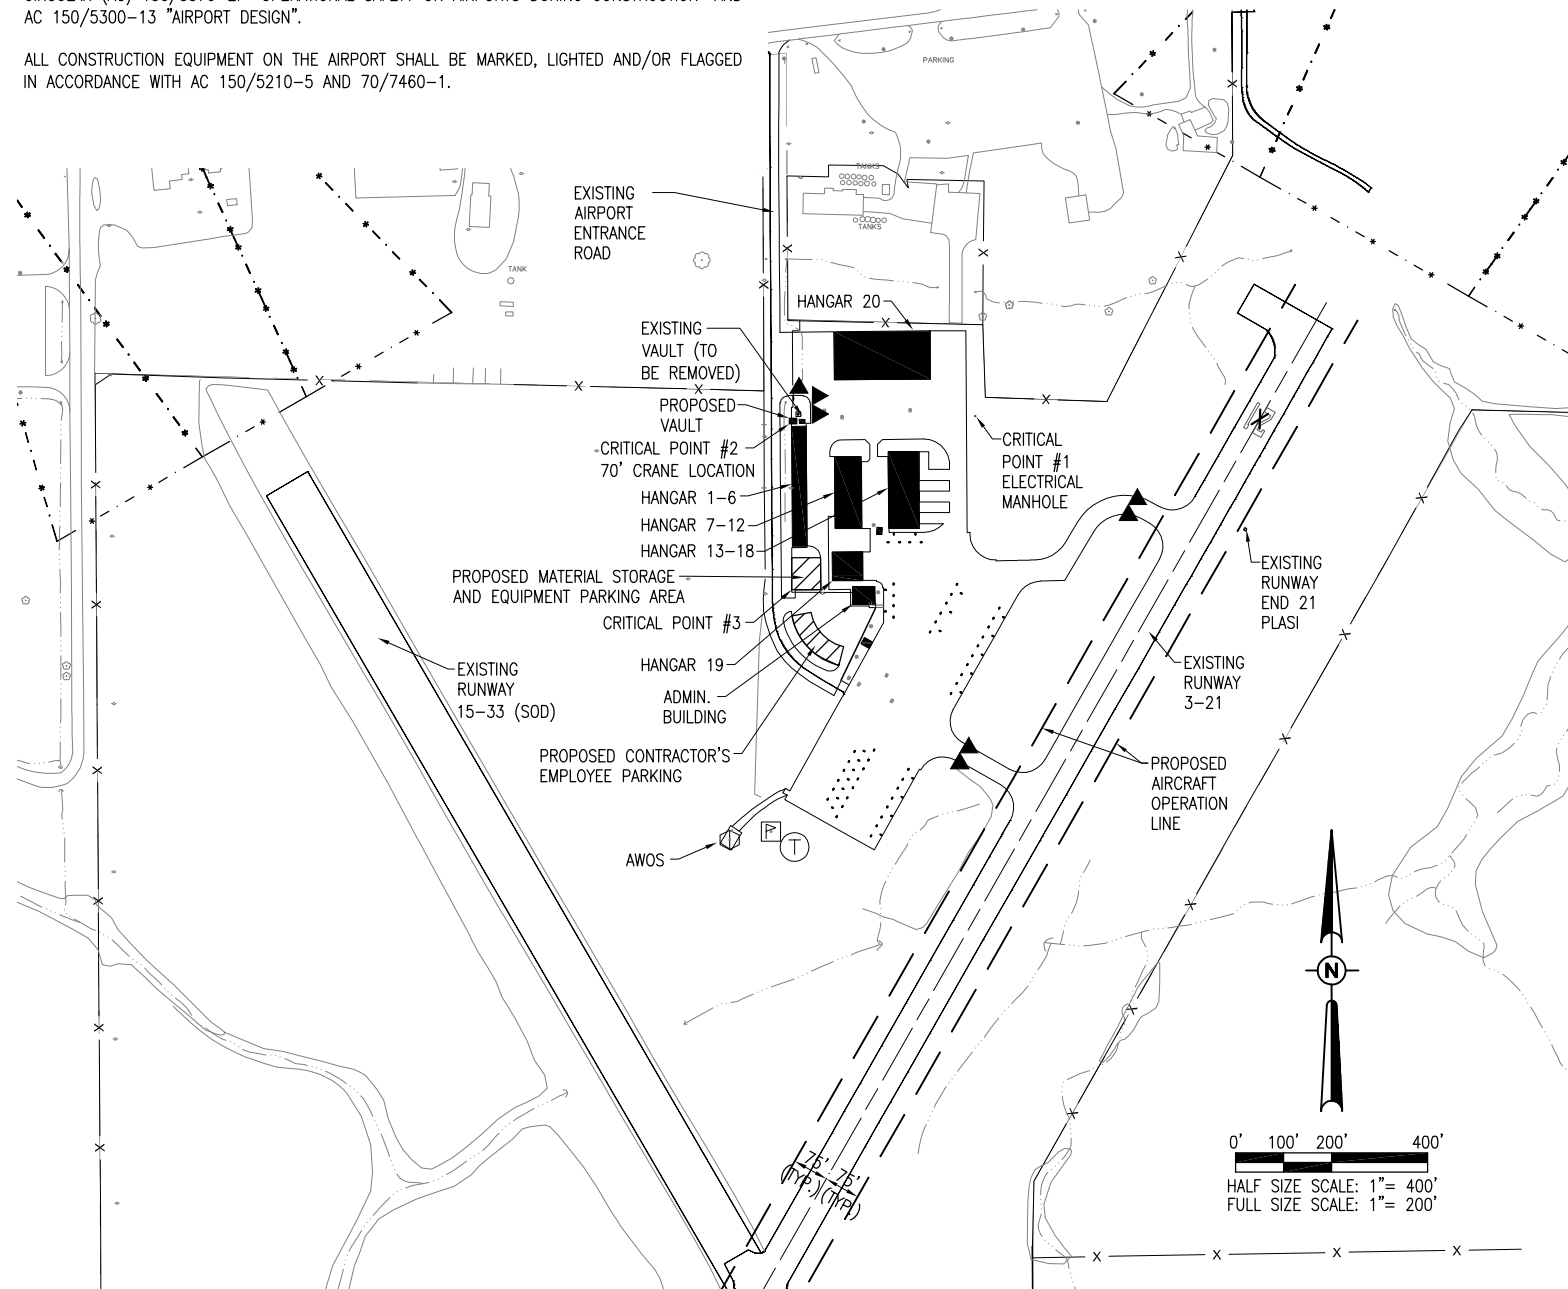 AC 150/5300-13 "AIRPORT DESIGN".
ALL CONSTRUCTION EQUIPMENT ON THE AIRPORT SHALL BE MARKED, LIGHTED AND/OR FLAGGED
IN ACCORDANCE WITH AC 150/5210-5 AND 70/7460-1.
PARKING
TANKS
TANKS
TANK
EXISTING
AIRPORT
ENTRANCE
ROAD
HANGAR 20
EXISTING
VAULT (TO
BE REMOVED)
PROPOSED
VAULT
CRITICAL POINT #2
70' CRANE LOCATION
HANGAR 1-6
HANGAR 7-12
HANGAR 13-18
PROPOSED MATERIAL STORAGE
AND EQUIPMENT PARKING AREA
CRITICAL POINT #3
HANGAR 19
ADMIN.
BUILDING
PROPOSED CONTRACTOR'S
EMPLOYEE PARKING
AWOS
T
CRITICAL
POINT #1
ELECTRICAL
MANHOLE
EXISTING
RUNWAY
END 21
PLASI
EXISTING
RUNWAY
3-21
EXISTING
RUNWAY
15-33 (SOD)
PROPOSED
AIRCRAFT
OPERATION
LINE
75' 75'
(TYP.) (TYP.)
N
0' 100' 200' 400'
HALF SIZE SCALE: 1"= 400'
FULL SIZE SCALE: 1"= 200'